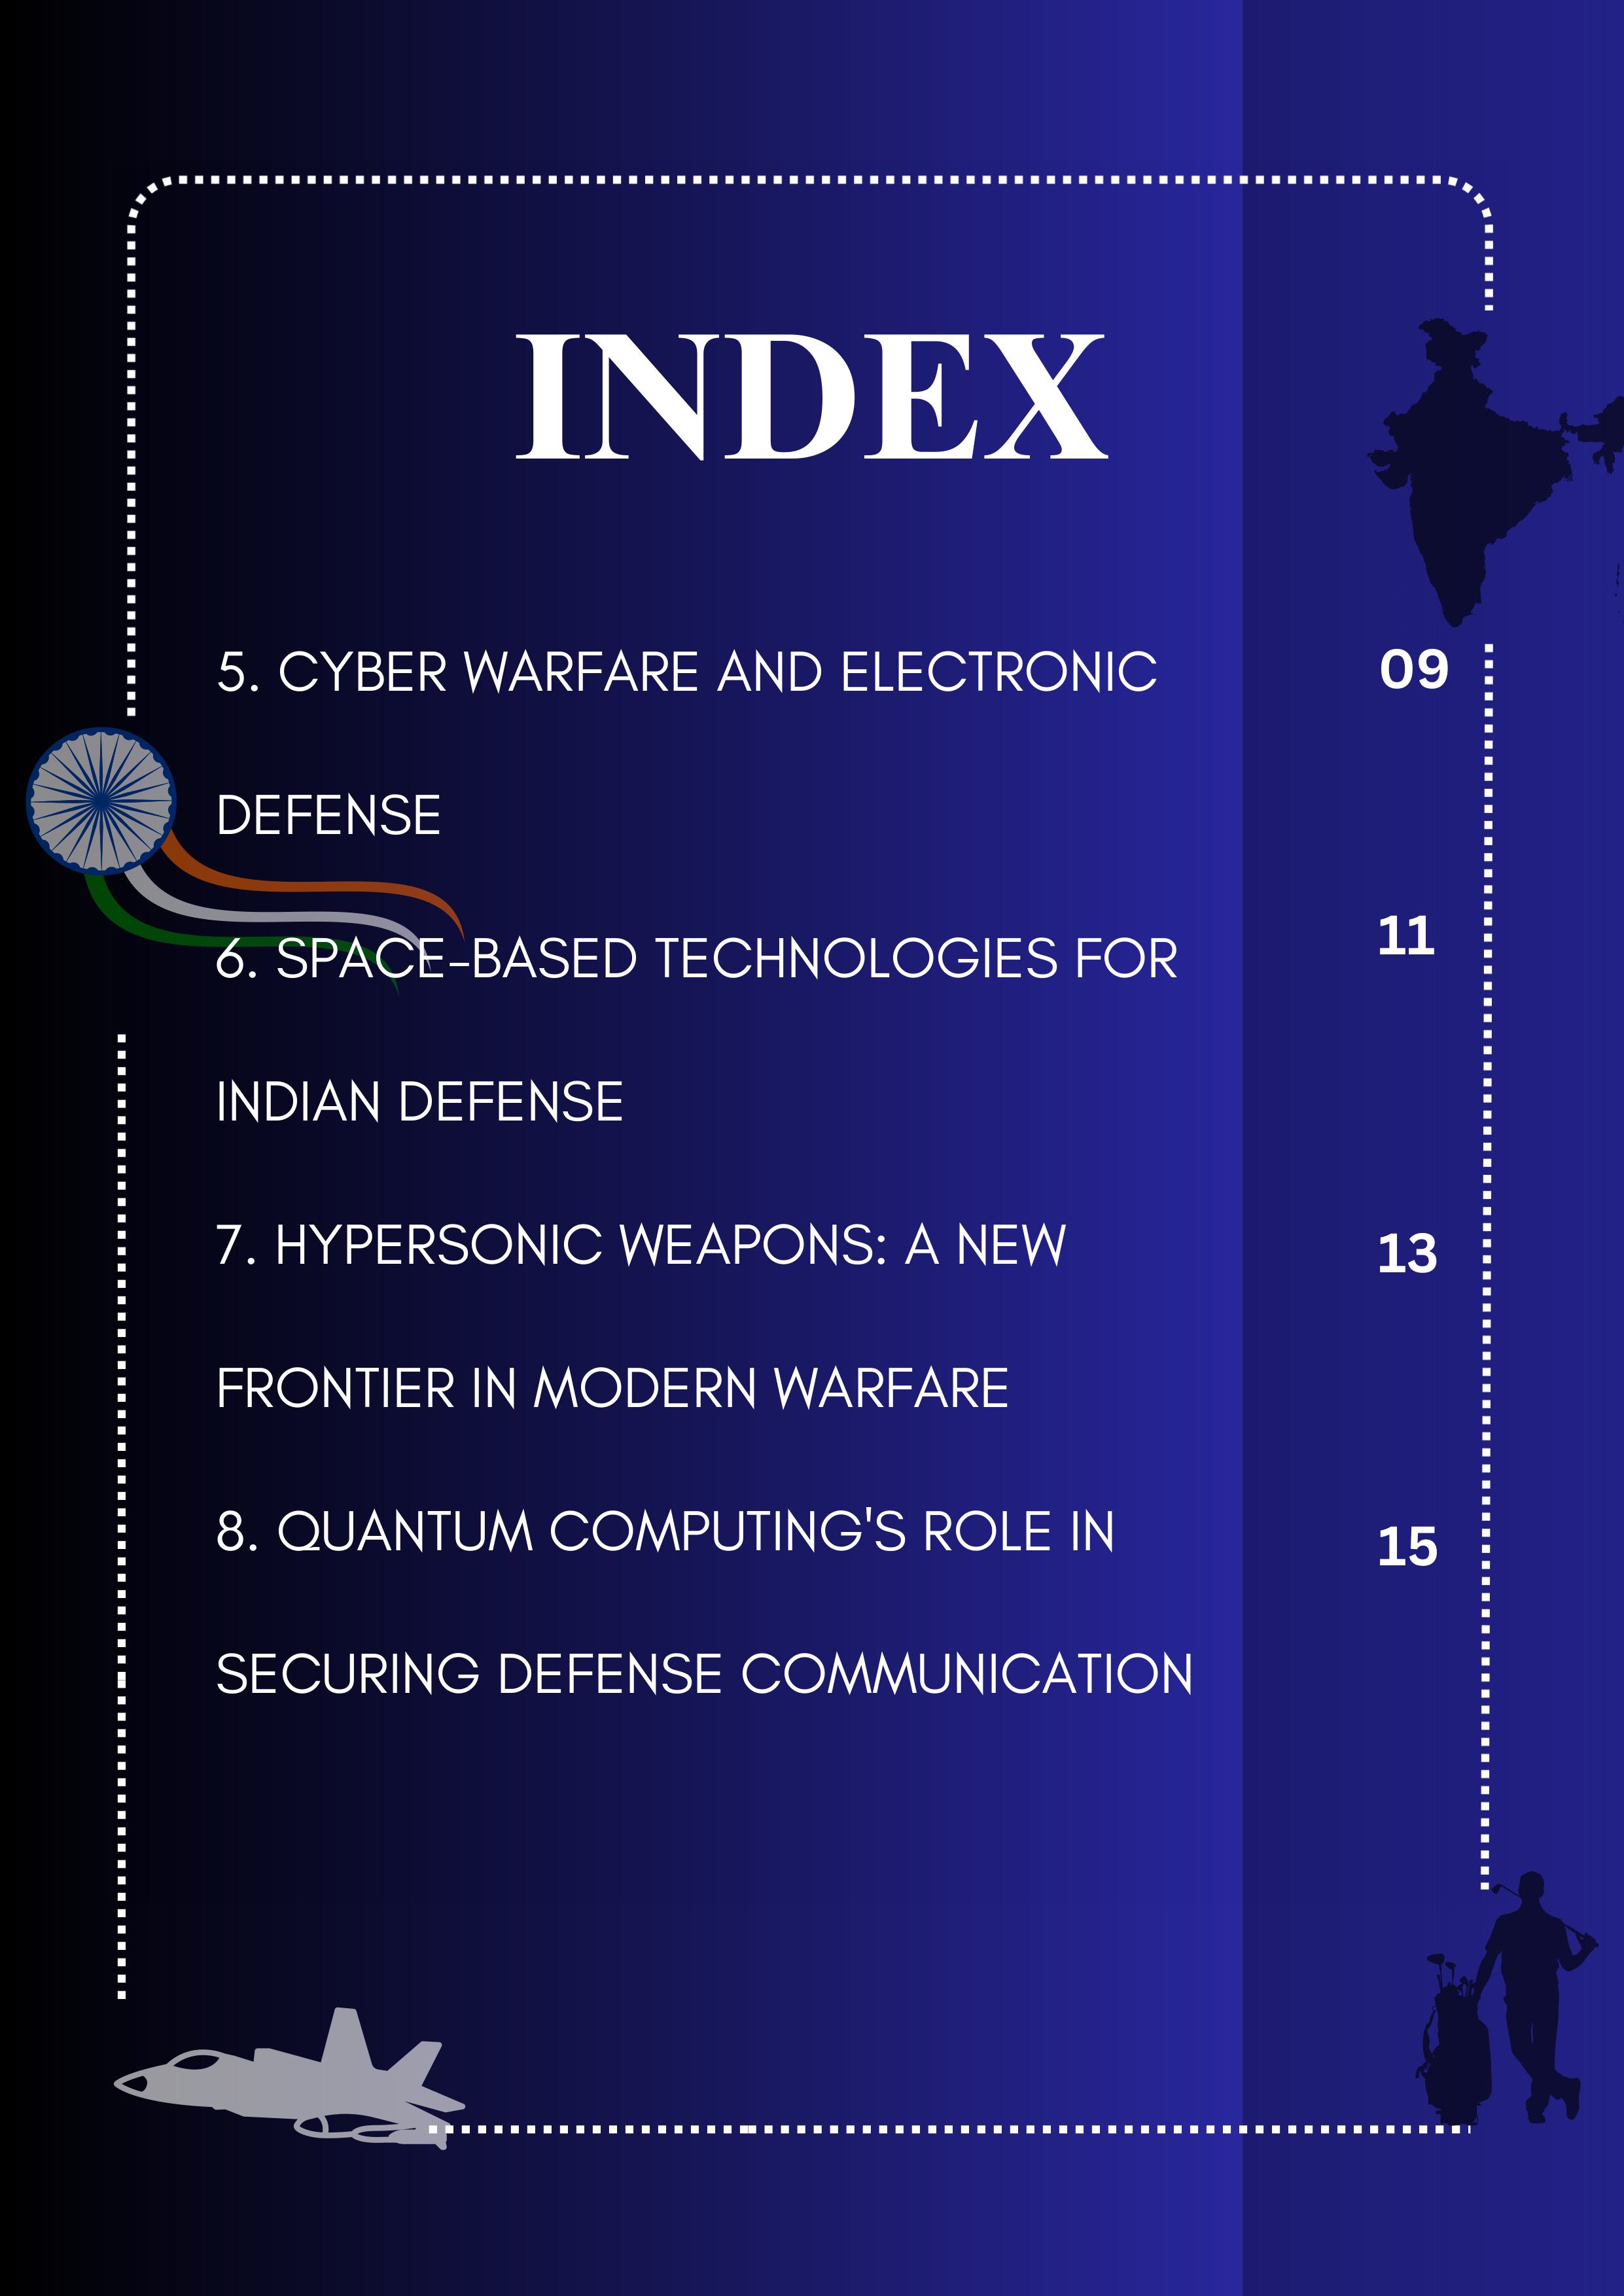 INDEX
5. CYBER WARFARE AND ELECTRONIC 09
DEFENSE
6. SPACE-BASED TECHNOLOGIES FOR 11
INDIAN DEFENSE
7. HYPERSONIC WEAPONS: A NEW 13
FRONTIER IN MODERN WARFARE
8. QUANTUM COMPUTING'S ROLE IN 15
SECURING DEFENSE COMMUNICATION